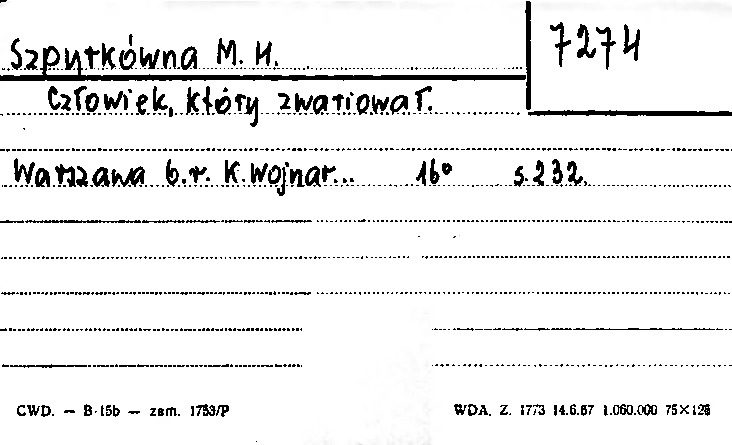 Szpyrkówna M. H.
7274
Człowiek, który zwariował.
Warszawa b.r. K. Wojnar... 16° s. 232.
CWD. — B-15b — zam. 1753/P
WDA. Z. 1773 14.6.67 1.060.000 75×125